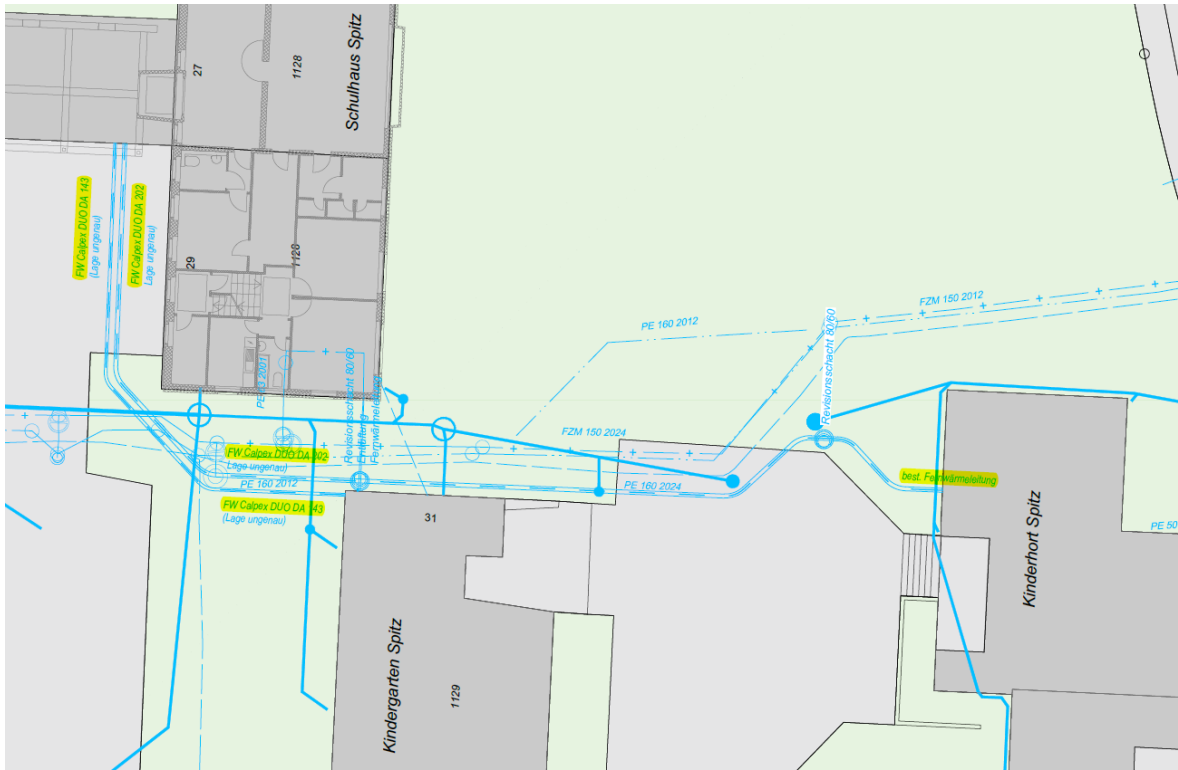 27
1128
Schulhaus Spitz
FW Calpex DUO DA 143
(Lage ungenau)
FW Calpex DUO DA 202
Lage ungenau)
29
1128
FZM 150 2012
PE 160 2012
Revisionsschacht 80/60
2001
Revisionsschacht 80/60
FZM 150 2024
FW Calpex DUO DA 202
Lage ungenau)
PE 160 2012
PE 160 2024
best. Fernwärmeleitung
FW Calpex DUO DA 143
(Lage ungenau)
31
PE 50
Kinderhort Spitz
Kindergarten Spitz
1129